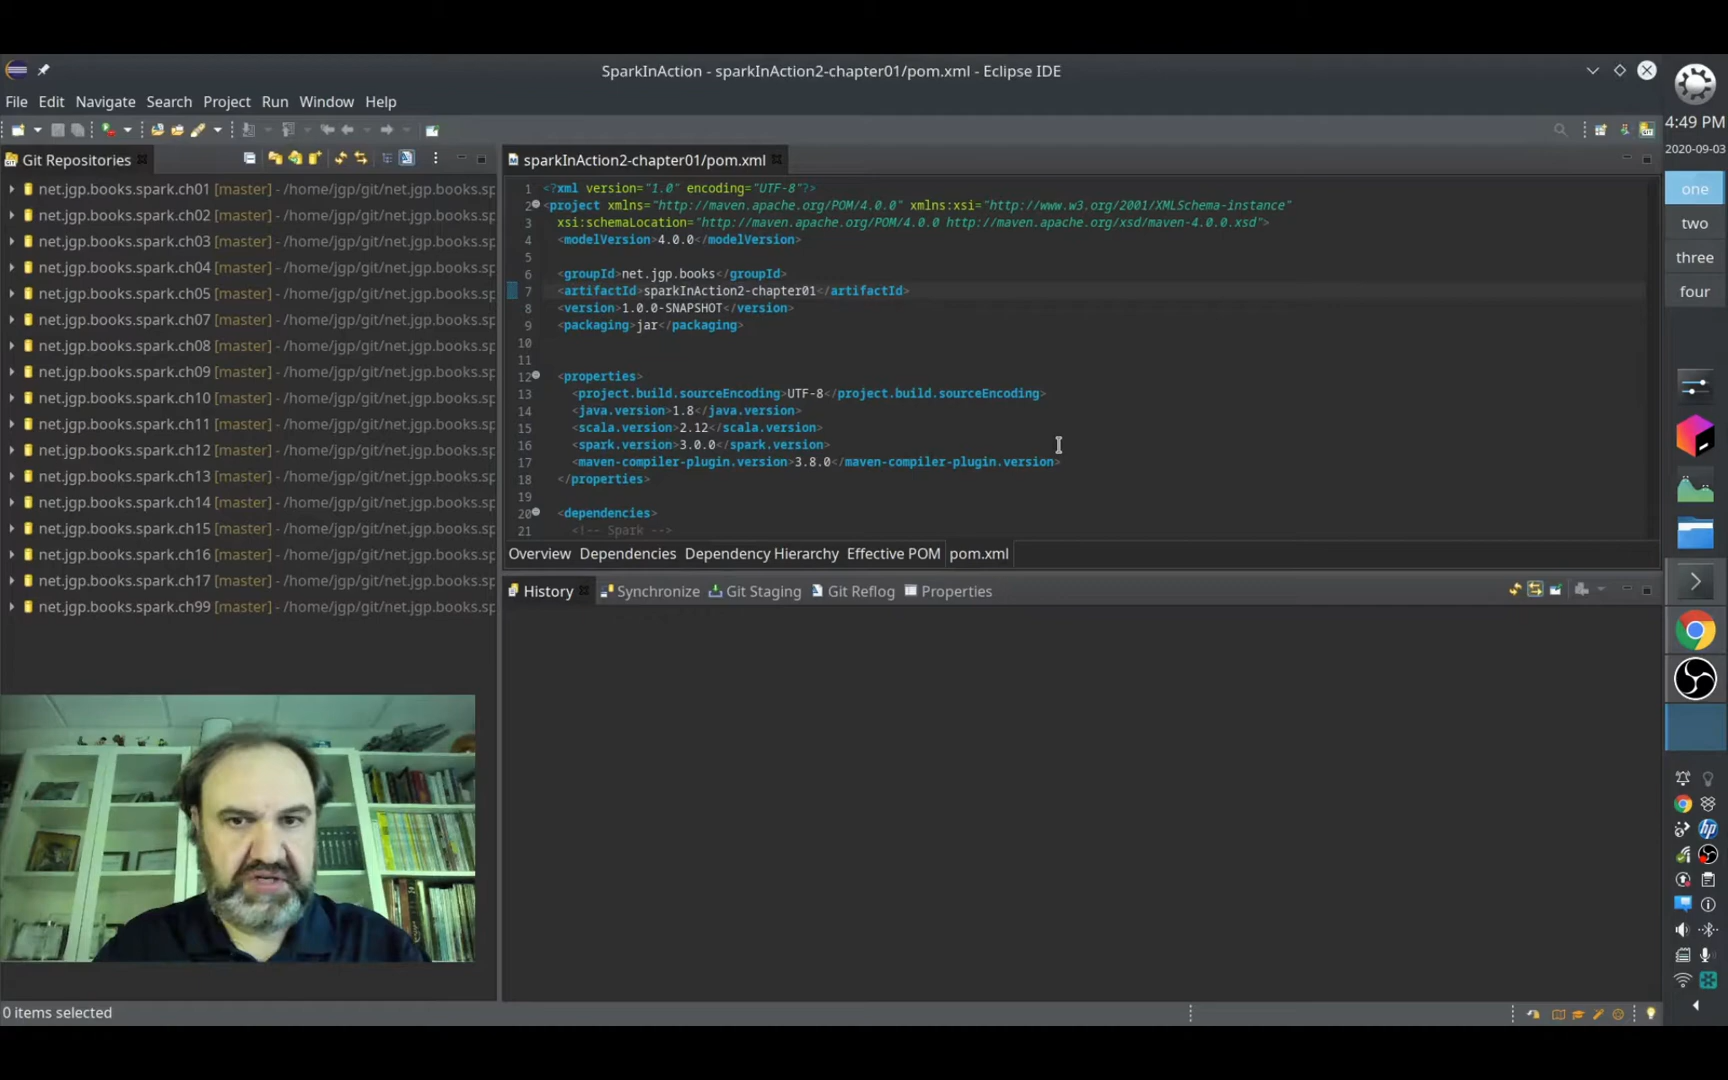 SparkInAction - sparkInAction2-chapter01/pom.xml - Eclipse IDE
File Edit Navigate Search Project Run Window Help
4:49 PM
2020-09-03
one
two
three
four
Git Repositories
net.jgp.books.spark.ch01 [master] - /home/jgp/git/net.jgp.books.sp
net.jgp.books.spark.ch02 [master] - /home/jgp/git/net.jgp.books.sp
net.jgp.books.spark.ch03 [master] - /home/jgp/git/net.jgp.books.sp
net.jgp.books.spark.ch04 [master] - /home/jgp/git/net.jgp.books.sp
net.jgp.books.spark.ch05 [master] - /home/jgp/git/net.jgp.books.sp
net.jgp.books.spark.ch07 [master] - /home/jgp/git/net.jgp.books.sp
net.jgp.books.spark.ch08 [master] - /home/jgp/git/net.jgp.books.sp
net.jgp.books.spark.ch09 [master] - /home/jgp/git/net.jgp.books.sp
net.jgp.books.spark.ch10 [master] - /home/jgp/git/net.jgp.books.sp
net.jgp.books.spark.ch11 [master] - /home/jgp/git/net.jgp.books.sp
net.jgp.books.spark.ch12 [master] - /home/jgp/git/net.jgp.books.sp
net.jgp.books.spark.ch13 [master] - /home/jgp/git/net.jgp.books.sp
net.jgp.books.spark.ch14 [master] - /home/jgp/git/net.jgp.books.sp
net.jgp.books.spark.ch15 [master] - /home/jgp/git/net.jgp.books.sp
net.jgp.books.spark.ch16 [master] - /home/jgp/git/net.jgp.books.sp
net.jgp.books.spark.ch17 [master] - /home/jgp/git/net.jgp.books.sp
net.jgp.books.spark.ch99 [master] - /home/jgp/git/net.jgp.books.sp
sparkInAction2-chapter01/pom.xml
1 <?xml version="1.0" encoding="UTF-8"?>
2 <project xmlns="http://maven.apache.org/POM/4.0.0" xmlns:xsi="http://www.w3.org/2001/XMLSchema-instance"
3 xsi:schemaLocation="http://maven.apache.org/POM/4.0.0 http://maven.apache.org/xsd/maven-4.0.0.xsd">
4 <modelVersion>4.0.0</modelVersion>
5
6 <groupId>net.jgp.books</groupId>
7 <artifactId>sparkInAction2-chapter01</artifactId>
8 <version>1.0.0-SNAPSHOT</version>
9 <packaging>jar</packaging>
10
11
12 <properties>
13 <project.build.sourceEncoding>UTF-8</project.build.sourceEncoding>
14 <java.version>1.8</java.version>
15 <scala.version>2.12</scala.version>
16 <spark.version>3.0.0</spark.version>
17 <maven-compiler-plugin.version>3.8.0</maven-compiler-plugin.version>
18 </properties>
19
20 <dependencies>
21 <!-- Spark -->
Overview Dependencies Dependency Hierarchy Effective POM pom.xml
History Synchronize Git Staging Git Reflog Properties
hp
0 items selected